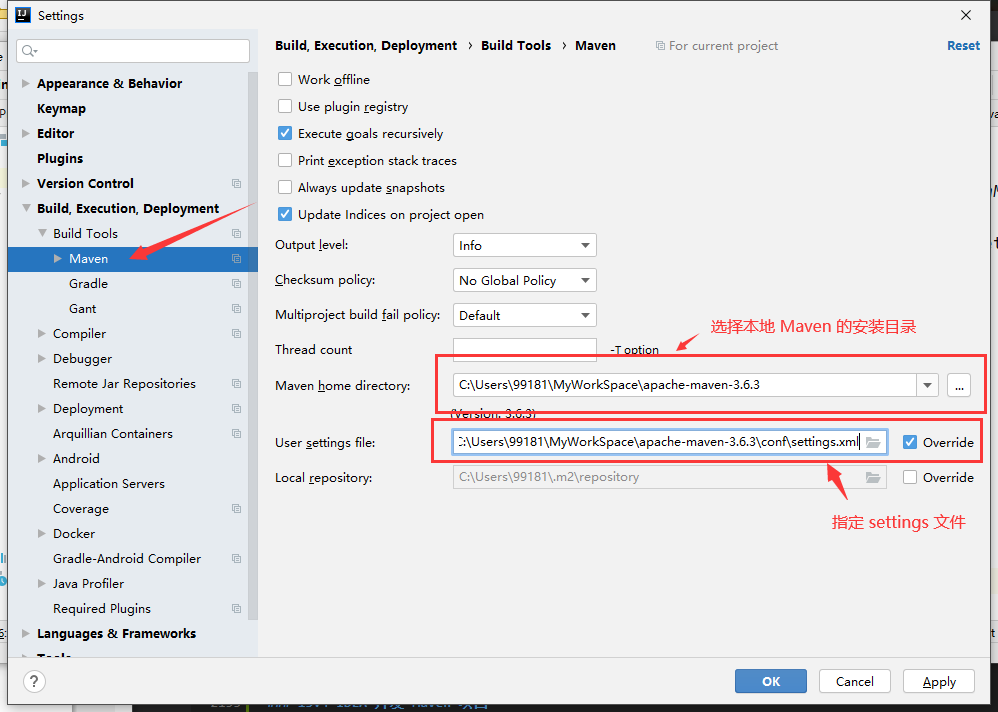 Settings
Build, Execution, Deployment › Build Tools › Maven
For current project
Reset
Appearance & Behavior
Keymap
Editor
Plugins
Version Control
Build, Execution, Deployment
Build Tools
Maven
Gradle
Gant
Compiler
Debugger
Remote Jar Repositories
Deployment
Arquillian Containers
Android
Application Servers
Coverage
Docker
Gradle-Android Compiler
Java Profiler
Required Plugins
Languages & Frameworks
Tools
Work offline
Use plugin registry
Execute goals recursively
Print exception stack traces
Always update snapshots
Update Indices on project open
Output level: Info
Checksum policy: No Global Policy
Multiproject build fail policy: Default
Thread count -T option
选择本地 Maven 的安装目录
Maven home directory: C:\Users\99181\MyWorkSpace\apache-maven-3.6.3 ...
(Version: 3.6.3)
User settings file: C:\Users\99181\MyWorkSpace\apache-maven-3.6.3\conf\settings.xml Override
Local repository: C:\Users\99181\.m2\repository Override
指定 settings 文件
?
OK
Cancel
Apply